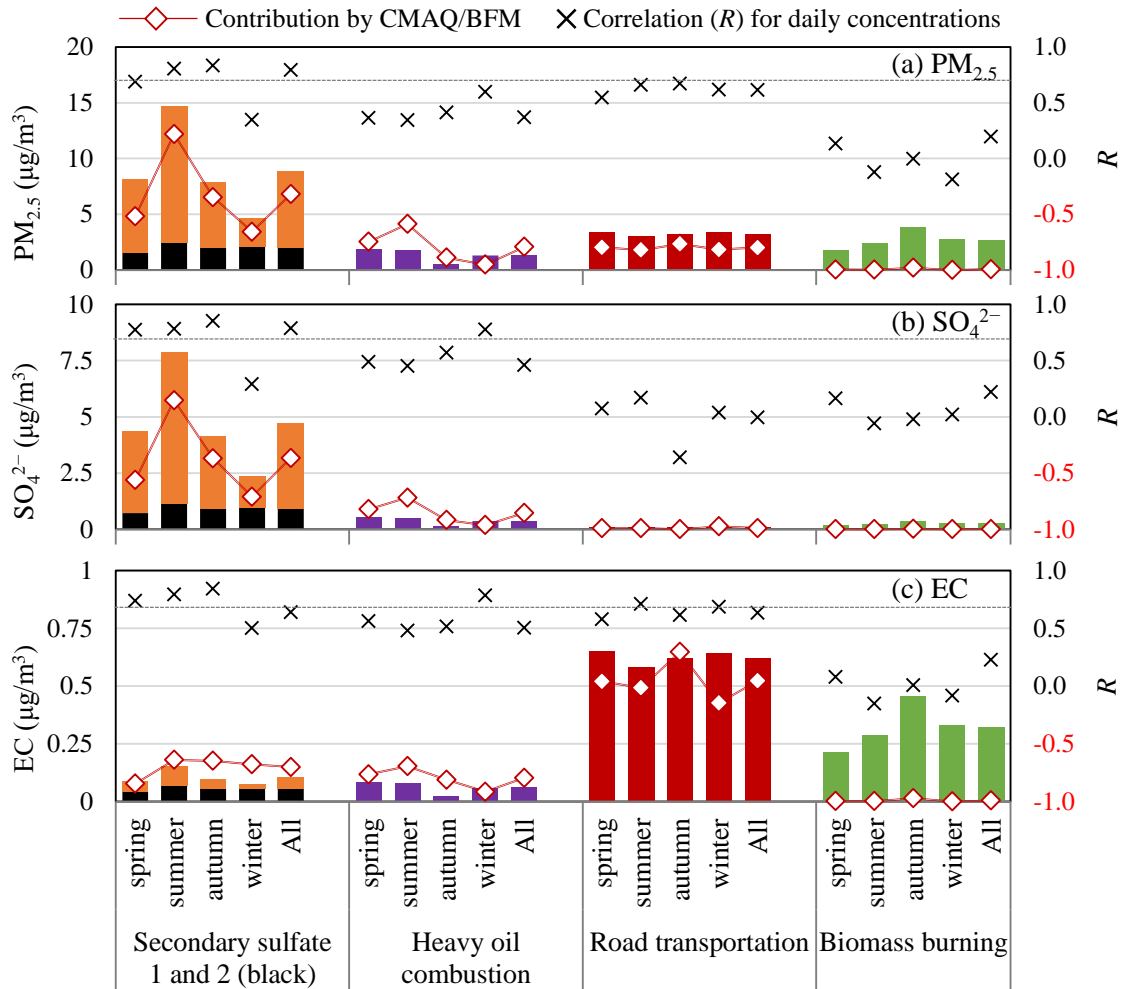 Contribution by CMAQ/BFM
Correlation (R) for daily concentrations
(a) PM2.5
PM2.5 (μg/m³)
20
15
10
5
0
1.0
0.5
0.0
-0.5
-1.0
R
(b) SO₄²⁻
SO₄²⁻ (μg/m³)
10
7.5
5
2.5
0
1.0
0.5
0.0
-0.5
-1.0
R
(c) EC
EC (μg/m³)
1
0.75
0.5
0.25
0
1.0
0.5
0.0
-0.5
-1.0
R
spring
summer
autumn
winter
All
spring
summer
autumn
winter
All
spring
summer
autumn
winter
All
spring
summer
autumn
winter
All
Secondary sulfate
1 and 2 (black)
Heavy oil
combustion
Road transportation
Biomass burning